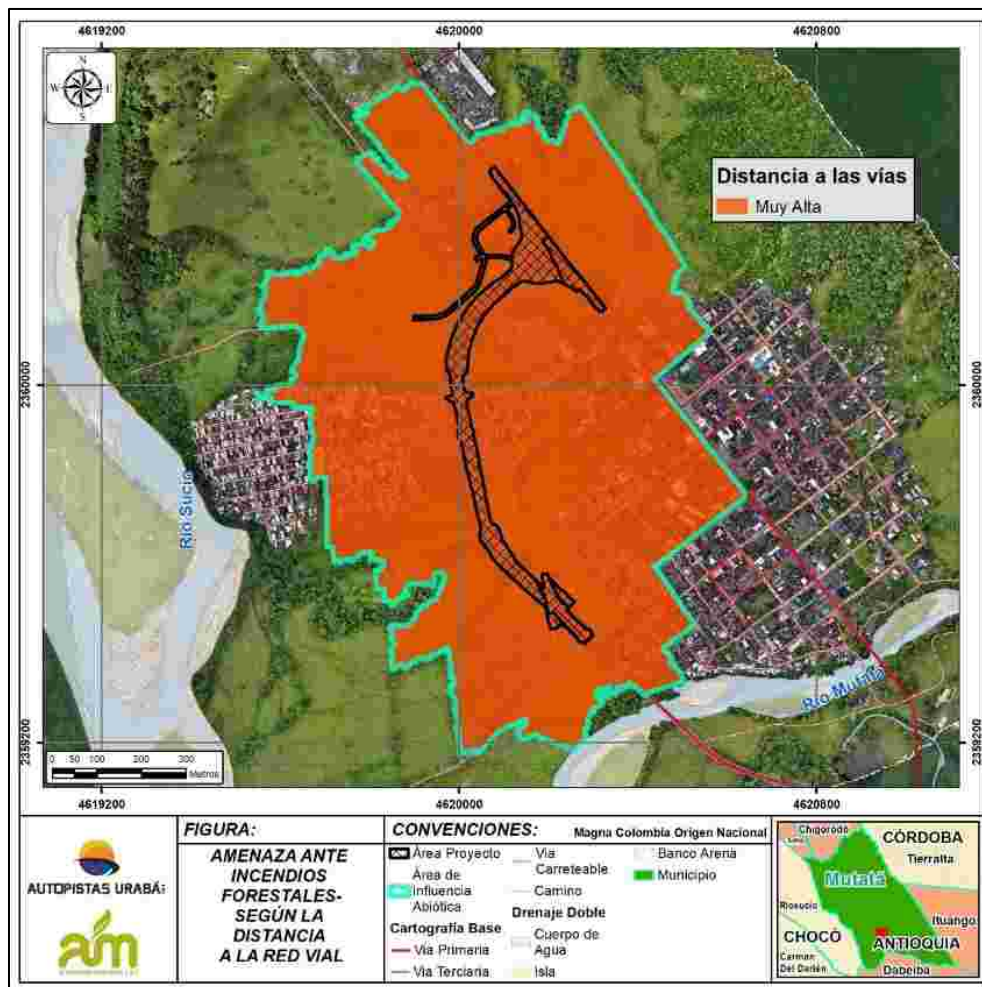 4619200 4620000 4620800
N
W E
S
Distancia a las vías
Muy Alta
2360000 2360000
Río Sucio
Río Mutatá
2359200 2359200
0 50 100 200 300
Metros
4619200 4620000 4620800
AUTOPISTAS URABÁ
aim
FIGURA:
AMENAZA ANTE
INCENDIOS
FORESTALES-
SEGÚN LA
DISTANCIA
A LA RED VIAL
CONVENCIONES: Magna Colombia Origen Nacional
Área Proyecto
Área de
Influencia
Abiótica
Cartografía Base
Vía Primaria
Vía Terciaria
Vía
Carreteable
Camino
Drenaje Doble
Cuerpo de
Agua
Isla
Banco Arena
Municipio
Chigorodó
CÓRDOBA
Tierralta
Mutatá
Riosucio
Ituango
CHOCÓ
ANTIOQUIA
Carmen
Del Darién
Dabeiba